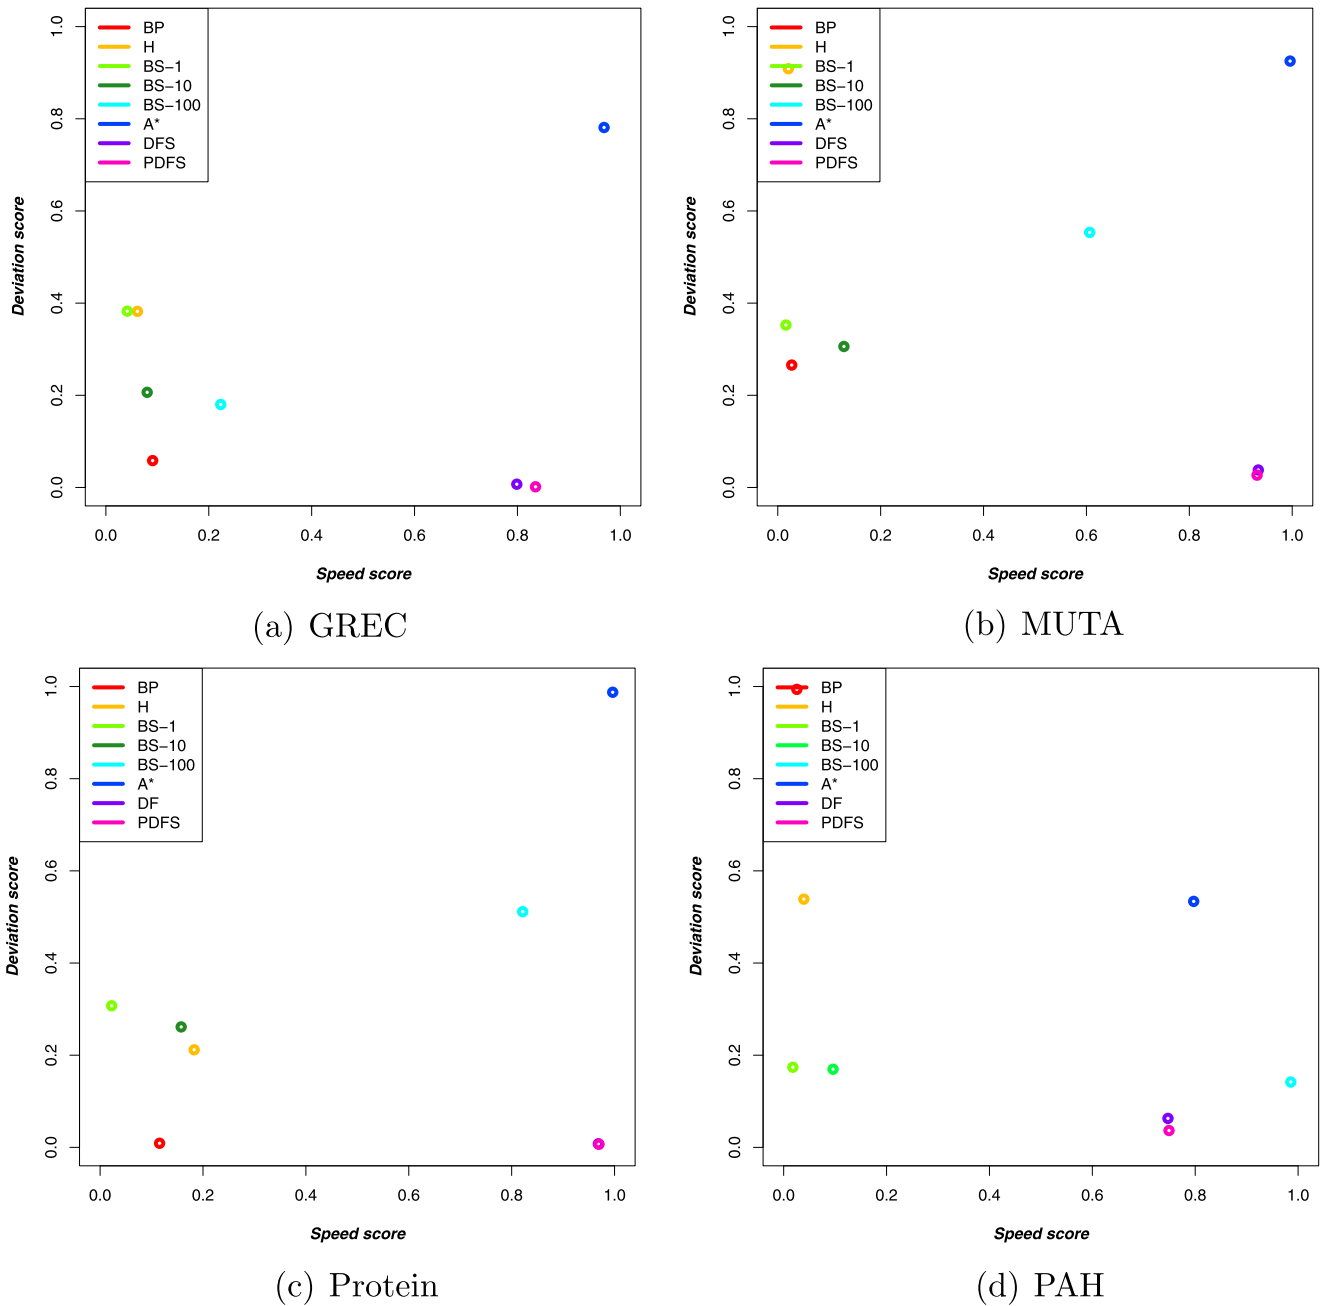 BP
H
BS-1
BS-10
BS-100
A*
DFS
PDFS
1.0
0.8
0.6
0.4
0.2
0.0
Deviation score
0.0 0.2 0.4 0.6 0.8 1.0
Speed score
(a) GREC
BP
H
BS-1
BS-10
BS-100
A*
DFS
PDFS
1.0
0.8
0.6
0.4
0.2
0.0
Deviation score
0.0 0.2 0.4 0.6 0.8 1.0
Speed score
(b) MUTA
BP
H
BS-1
BS-10
BS-100
A*
DF
PDFS
1.0
0.8
0.6
0.4
0.2
0.0
Deviation score
0.0 0.2 0.4 0.6 0.8 1.0
Speed score
(c) Protein
BP
H
BS-1
BS-10
BS-100
A*
DF
PDFS
1.0
0.8
0.6
0.4
0.2
0.0
Deviation score
0.0 0.2 0.4 0.6 0.8 1.0
Speed score
(d) PAH